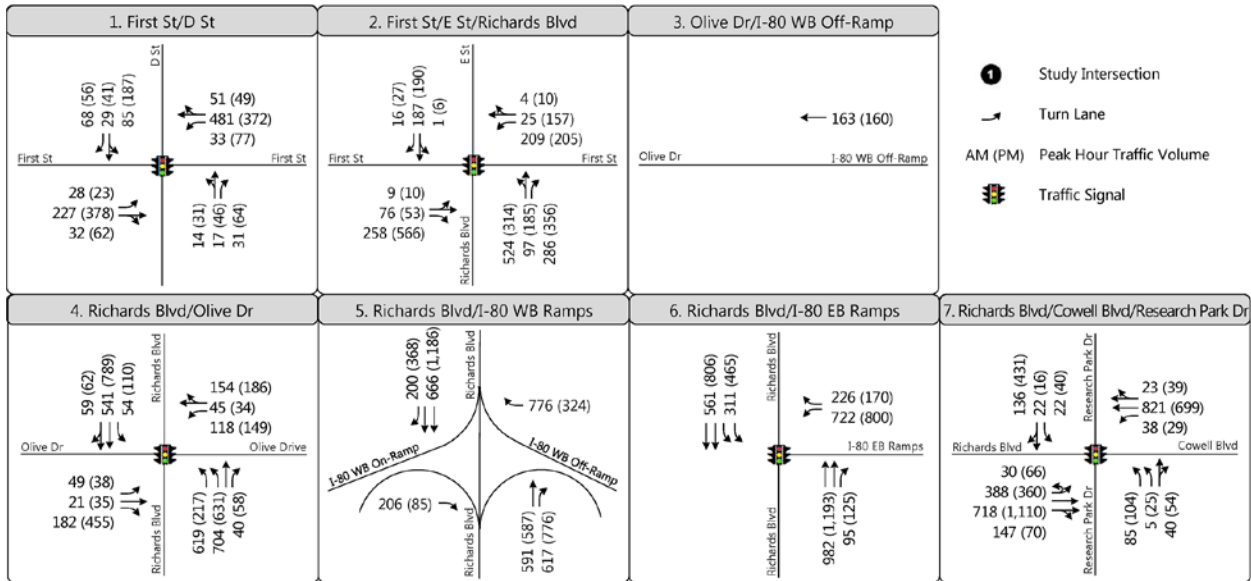 1. First St/D St
D St
68 (56)
29 (41)
85 (187)
51 (49)
481 (372)
33 (77)
First St
First St
28 (23)
227 (378)
32 (62)
14 (31)
17 (46)
31 (64)
2. First St/E St/Richards Blvd
E St
16 (27)
187 (190)
1 (6)
4 (10)
25 (157)
209 (205)
First St
First St
9 (10)
76 (53)
258 (566)
Richards Blvd
524 (314)
97 (185)
286 (356)
3. Olive Dr/I-80 WB Off-Ramp
163 (160)
Olive Dr
I-80 WB Off-Ramp
1
Study Intersection
Turn Lane
AM (PM)
Peak Hour Traffic Volume
Traffic Signal
4. Richards Blvd/Olive Dr
Richards Blvd
59 (62)
541 (789)
54 (110)
154 (186)
45 (34)
118 (149)
Olive Dr
Olive Drive
49 (38)
21 (35)
182 (455)
Richards Blvd
619 (217)
704 (631)
40 (58)
5. Richards Blvd/I-80 WB Ramps
Richards Blvd
200 (368)
666 (1,186)
776 (324)
I-80 WB On-Ramp
I-80 WB Off-Ramp
206 (85)
Richards Blvd
591 (587)
617 (776)
6. Richards Blvd/I-80 EB Ramps
Richards Blvd
561 (806)
311 (465)
226 (170)
722 (800)
I-80 EB Ramps
Richards Blvd
982 (1,193)
95 (125)
7. Richards Blvd/Cowell Blvd/Research Park Dr
Research Park Dr
136 (431)
22 (16)
22 (40)
23 (39)
821 (699)
38 (29)
Richards Blvd
Cowell Blvd
30 (66)
388 (360)
718 (1,110)
147 (70)
Research Park Dr
85 (104)
5 (25)
40 (54)